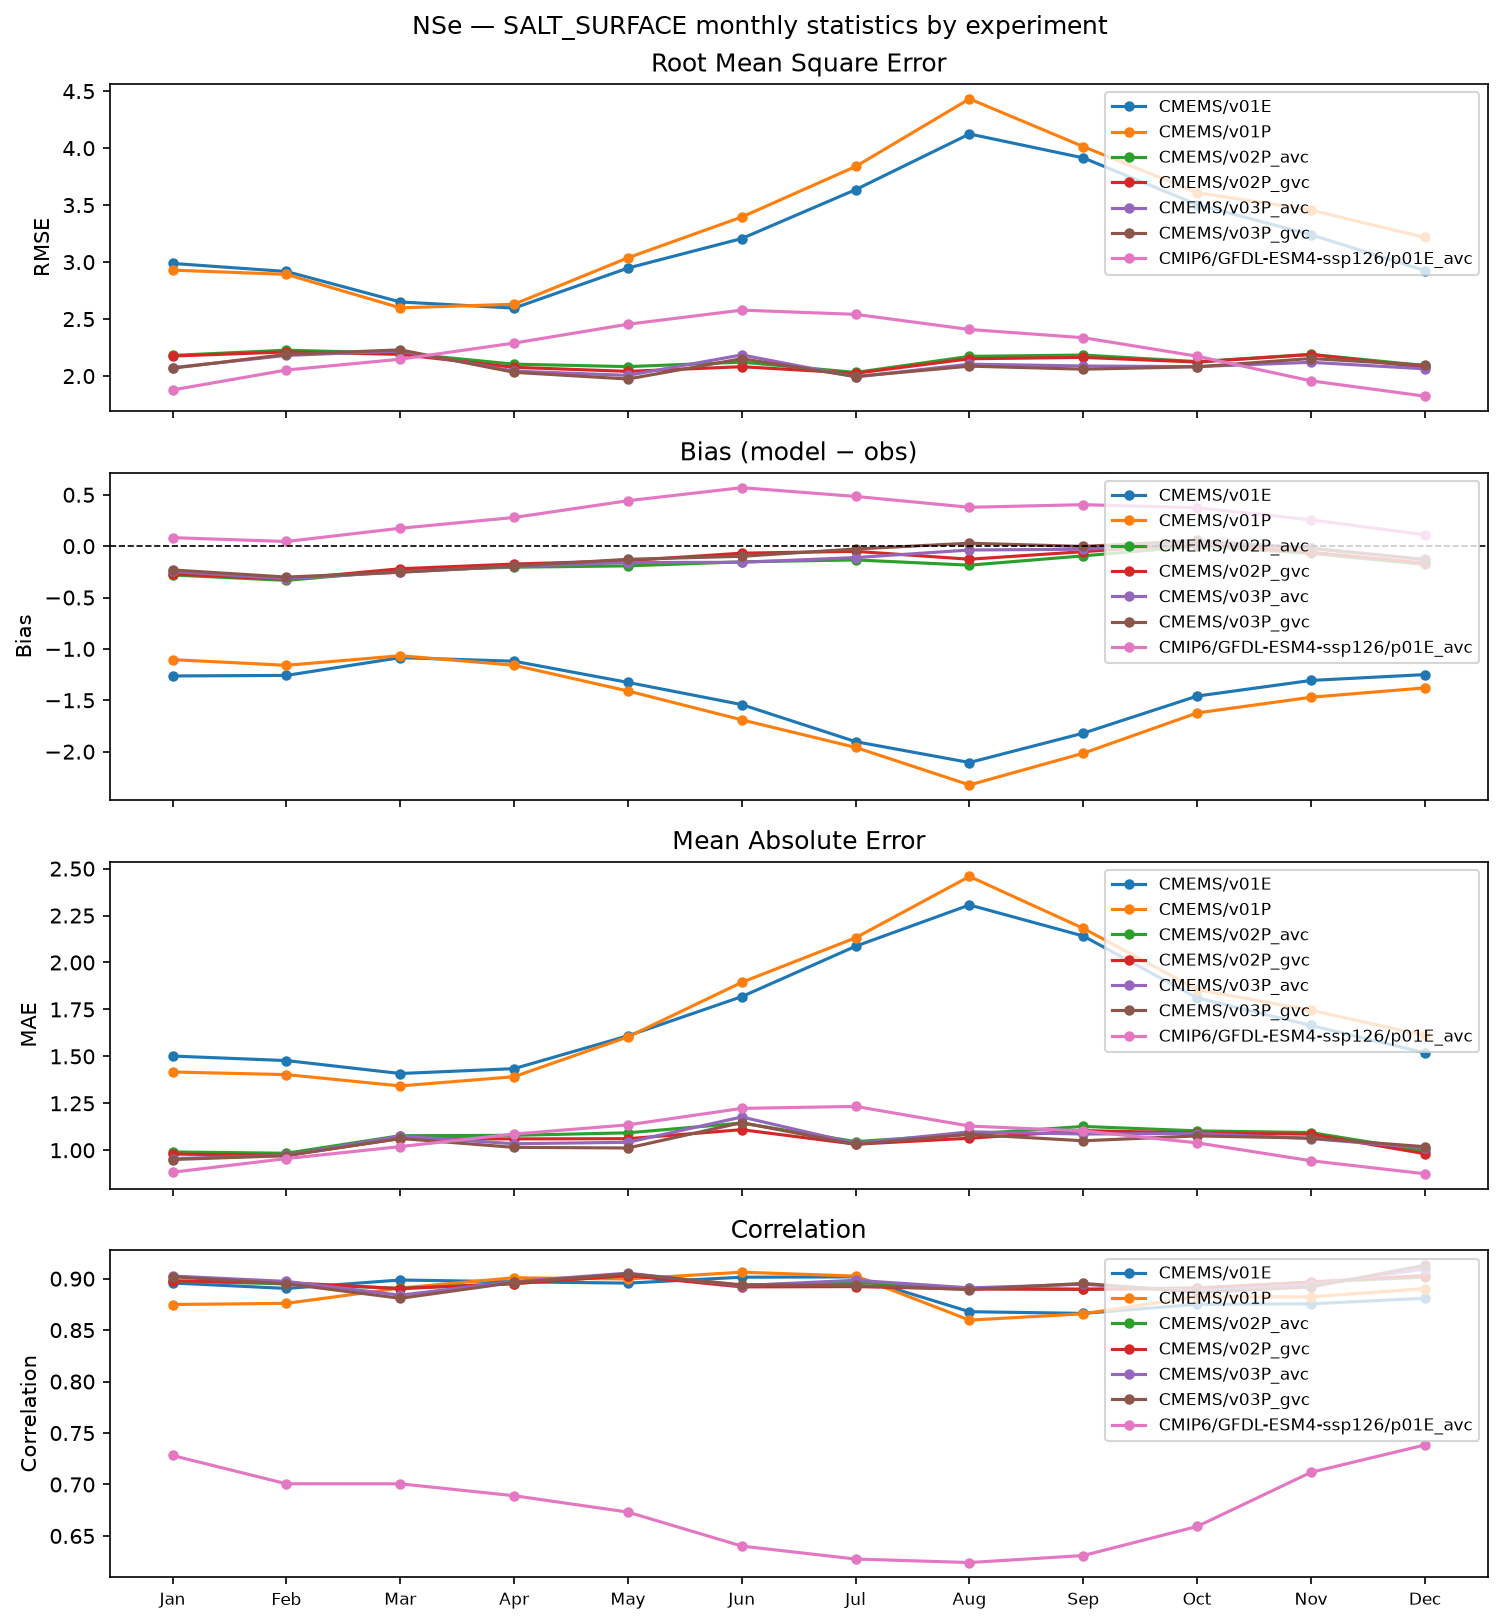 NSe — SALT_SURFACE monthly statistics by experiment
Root Mean Square Error
RMSE
4.5
4.0
3.5
3.0
2.5
2.0
CMEMS/v01E
CMEMS/v01P
CMEMS/v02P_avc
CMEMS/v02P_gvc
CMEMS/v03P_avc
CMEMS/v03P_gvc
CMIP6/GFDL-ESM4-ssp126/p01E_avc
Bias (model − obs)
Bias
0.5
0.0
−0.5
−1.0
−1.5
−2.0
CMEMS/v01E
CMEMS/v01P
CMEMS/v02P_avc
CMEMS/v02P_gvc
CMEMS/v03P_avc
CMEMS/v03P_gvc
CMIP6/GFDL-ESM4-ssp126/p01E_avc
Mean Absolute Error
MAE
2.50
2.25
2.00
1.75
1.50
1.25
1.00
CMEMS/v01E
CMEMS/v01P
CMEMS/v02P_avc
CMEMS/v02P_gvc
CMEMS/v03P_avc
CMEMS/v03P_gvc
CMIP6/GFDL-ESM4-ssp126/p01E_avc
Correlation
Correlation
0.90
0.85
0.80
0.75
0.70
0.65
CMEMS/v01E
CMEMS/v01P
CMEMS/v02P_avc
CMEMS/v02P_gvc
CMEMS/v03P_avc
CMEMS/v03P_gvc
CMIP6/GFDL-ESM4-ssp126/p01E_avc
Jan Feb Mar Apr May Jun Jul Aug Sep Oct Nov Dec